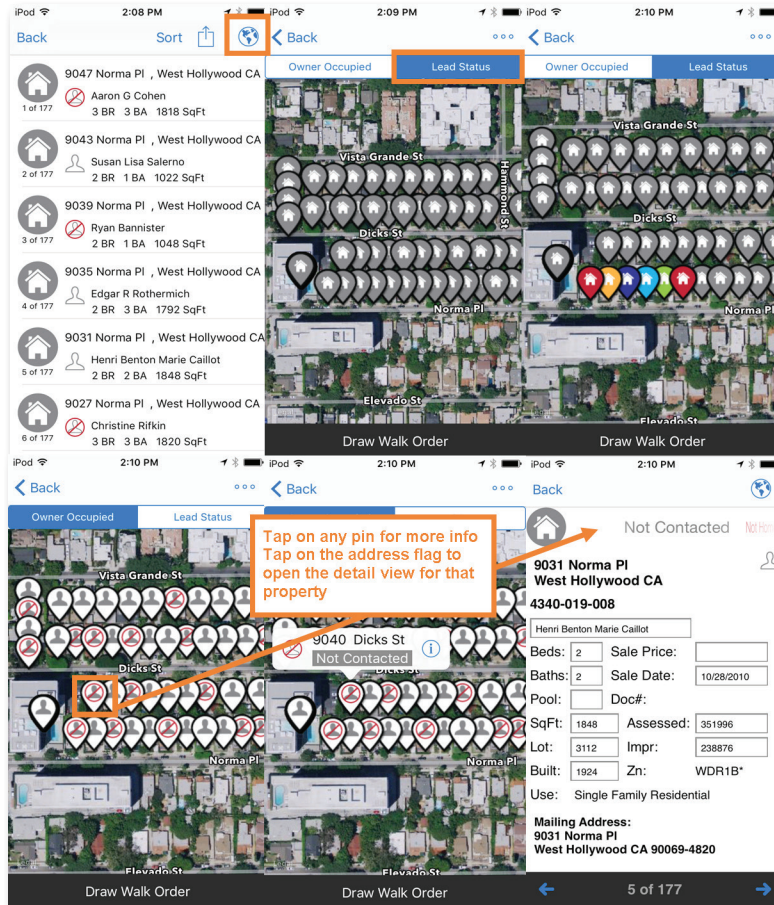 iPod 2:08 PM
Back Sort
9047 Norma Pl , West Hollywood CA
Aaron G Cohen
3 BR 3 BA 1818 SqFt
1 of 177
9043 Norma Pl , West Hollywood CA
Susan Lisa Salerno
2 BR 1 BA 1022 SqFt
2 of 177
9039 Norma Pl , West Hollywood CA
Ryan Bannister
2 BR 1 BA 1048 SqFt
3 of 177
9035 Norma Pl , West Hollywood CA
Edgar R Rothermich
2 BR 3 BA 1792 SqFt
4 of 177
9031 Norma Pl , West Hollywood CA
Henri Benton Marie Caillot
2 BR 2 BA 1848 SqFt
5 of 177
9027 Norma Pl , West Hollywood CA
Christine Rifkin
3 BR 3 BA 1820 SqFt
6 of 177
iPod 2:09 PM
Back
Owner Occupied Lead Status
Vista Grande St
Hammond St
Dicks St
Norma Pl
Elevado St
Draw Walk Order
iPod 2:10 PM
Back
Owner Occupied Lead Status
Vista Grande St
Dicks St
Norma Pl
Elevado St
Draw Walk Order
iPod 2:10 PM
Back
Owner Occupied Lead Status
Vista Grande St
Dicks St
Norma Pl
Elevado St
Draw Walk Order
iPod 2:10 PM
Back
Tap on any pin for more info
Tap on the address flag to
open the detail view for that
property
9040 Dicks St
Not Contacted
Dicks St
Norma Pl
Elevado St
Draw Walk Order
iPod 2:10 PM
Back
Not Contacted Not Hom
9031 Norma Pl
West Hollywood CA
4340-019-008
Henri Benton Marie Caillot
Beds: 2 Sale Price:
Baths: 2 Sale Date: 10/28/2010
Pool: Doc#:
SqFt: 1848 Assessed: 351996
Lot: 3112 Impr: 238876
Built: 1924 Zn: WDR1B*
Use: Single Family Residential
Mailing Address:
9031 Norma Pl
West Hollywood CA 90069-4820
5 of 177